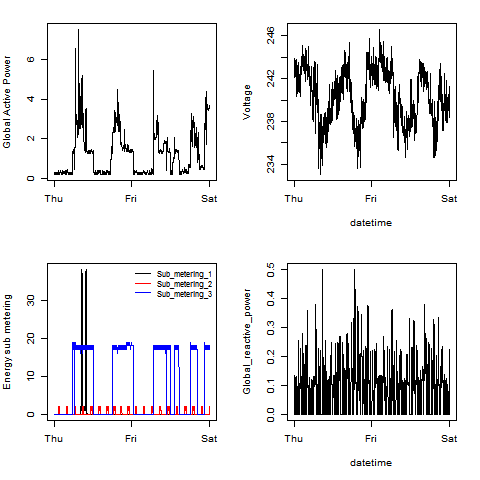 Global Active Power
6
4
2
0
Thu Fri Sat
Voltage
246
242
238
234
Thu Fri Sat
datetime
Energy sub metering
30
20
10
0
Sub_metering_1
Sub_metering_2
Sub_metering_3
Thu Fri Sat
Global_reactive_power
0.5
0.4
0.3
0.2
0.1
0.0
Thu Fri Sat
datetime